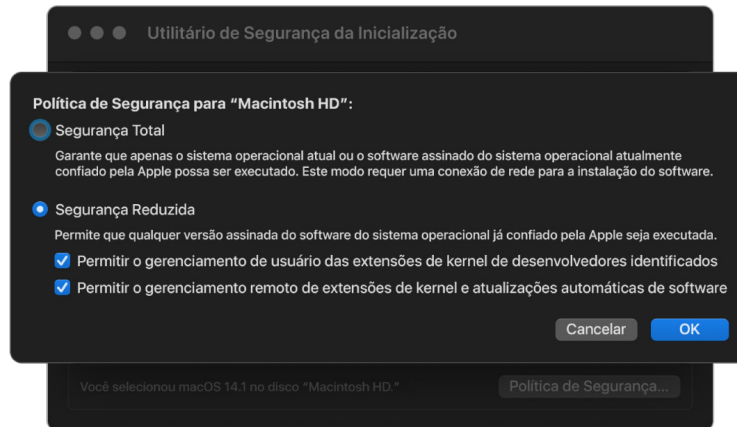 Utilitário de Segurança da Inicialização
Política de Segurança para “Macintosh HD”:
Segurança Total
Garante que apenas o sistema operacional atual ou o software assinado do sistema operacional atualmente
confiado pela Apple possa ser executado. Este modo requer uma conexão de rede para a instalação do software.
Segurança Reduzida
Permite que qualquer versão assinada do software do sistema operacional já confiado pela Apple seja executada.
Permitir o gerenciamento de usuário das extensões de kernel de desenvolvedores identificados
Permitir o gerenciamento remoto de extensões de kernel e atualizações automáticas de software
Cancelar OK
Você selecionou macOS 14.1 no disco “Macintosh HD.” Política de Segurança...